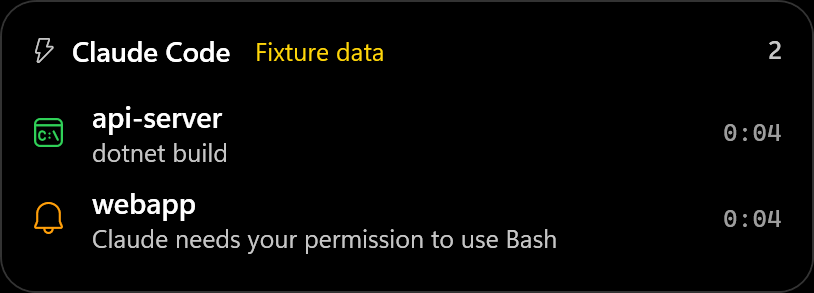 Claude Code Fixture data 2
C:\ api-server 0:04
dotnet build
webapp 0:04
Claude needs your permission to use Bash